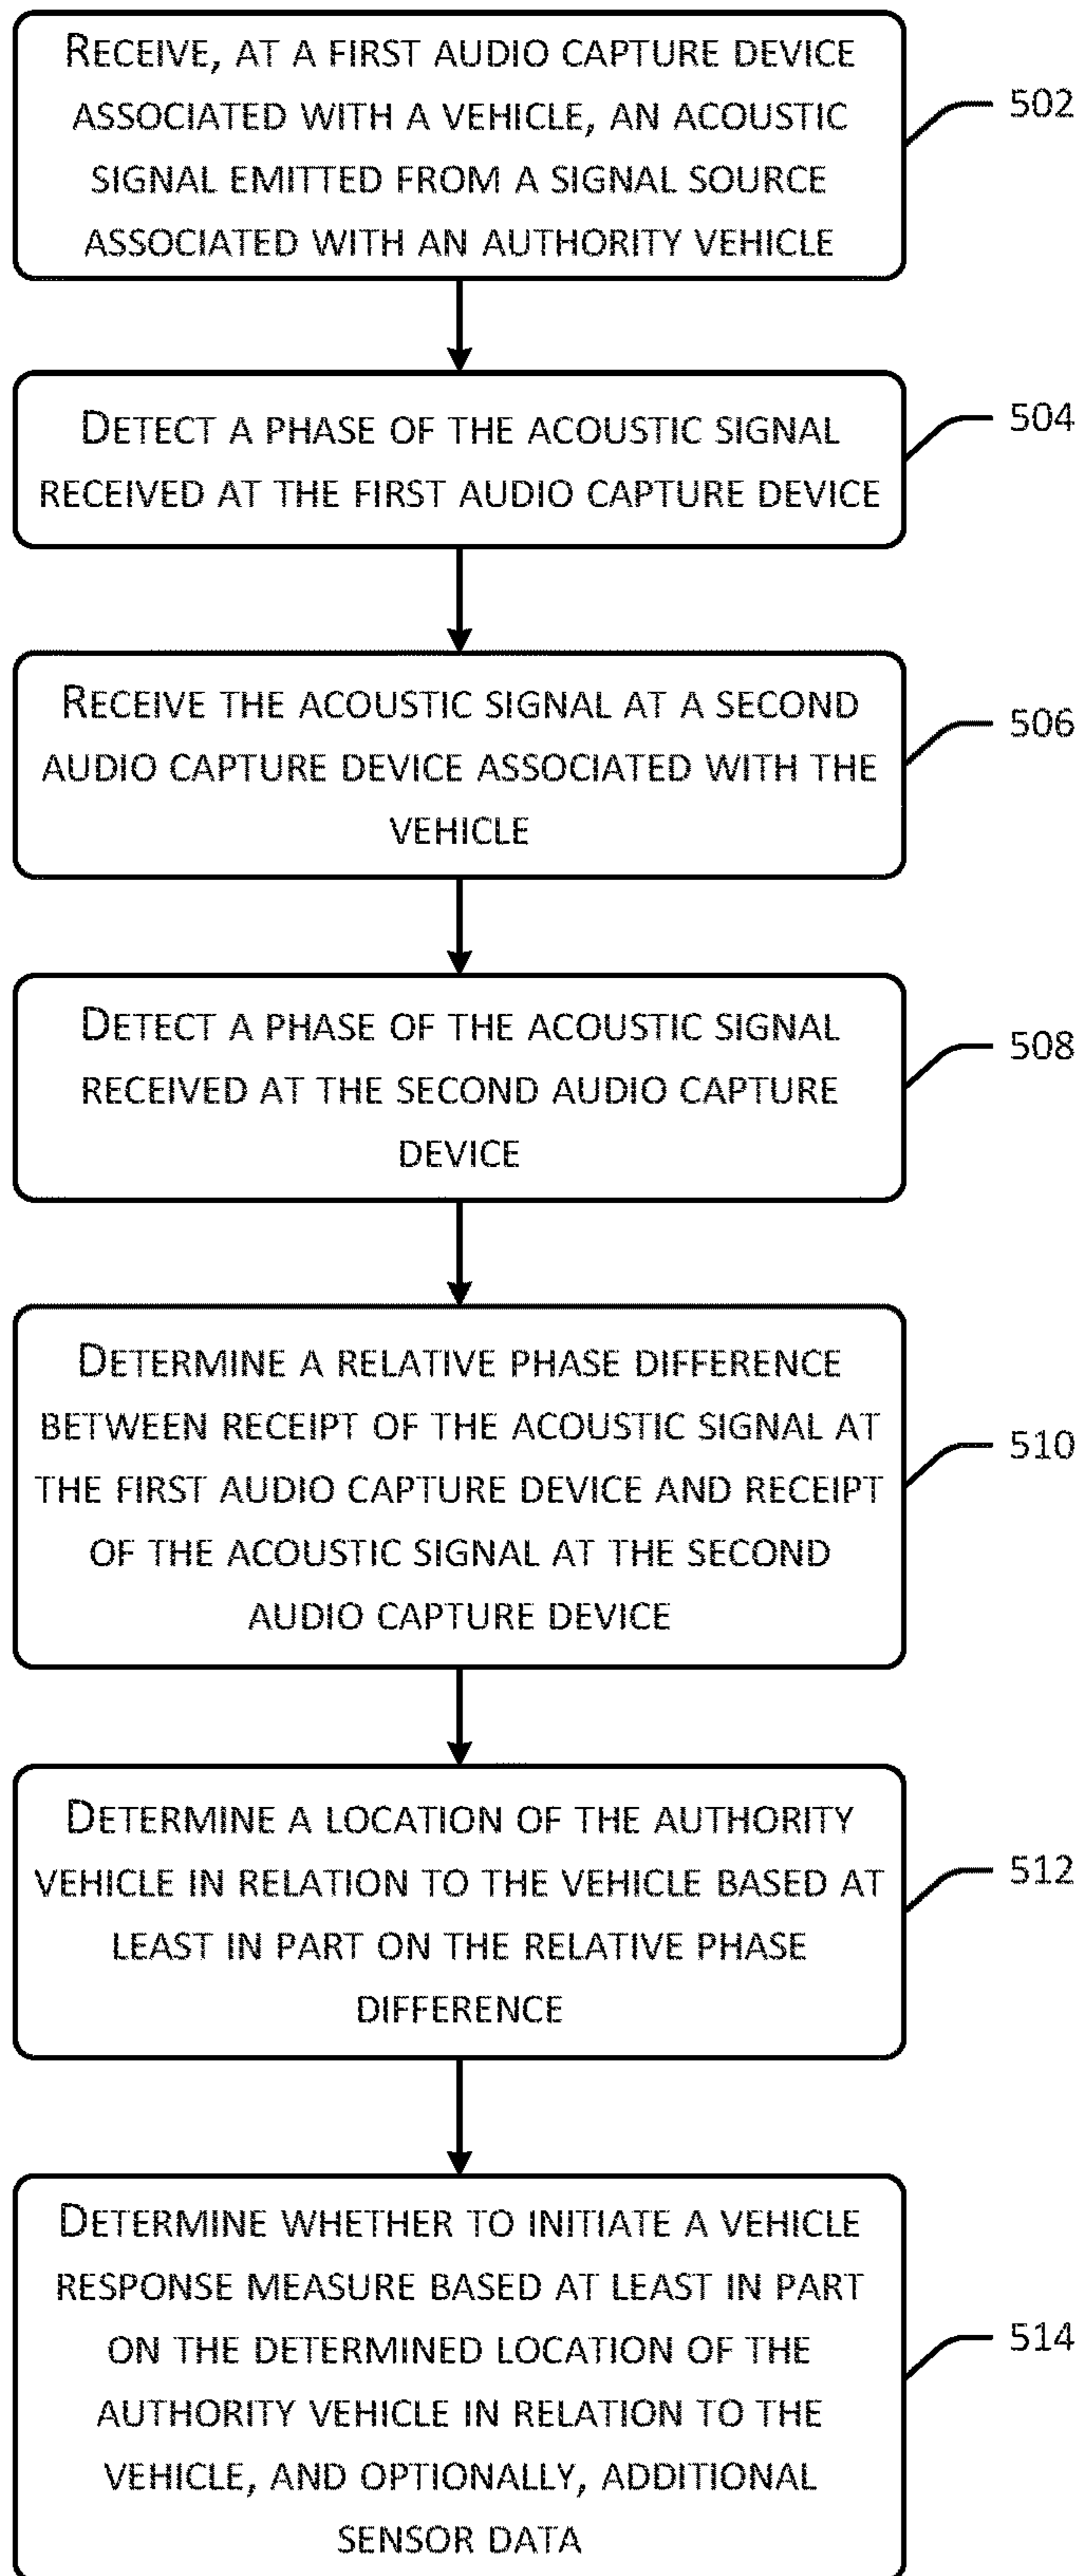 RECEIVE, AT A FIRST AUDIO CAPTURE DEVICE
ASSOCIATED WITH A VEHICLE, AN ACOUSTIC
SIGNAL EMITTED FROM A SIGNAL SOURCE
ASSOCIATED WITH AN AUTHORITY VEHICLE
502
DETECT A PHASE OF THE ACOUSTIC SIGNAL
RECEIVED AT THE FIRST AUDIO CAPTURE DEVICE
504
RECEIVE THE ACOUSTIC SIGNAL AT A SECOND
AUDIO CAPTURE DEVICE ASSOCIATED WITH THE
VEHICLE
506
DETECT A PHASE OF THE ACOUSTIC SIGNAL
RECEIVED AT THE SECOND AUDIO CAPTURE
DEVICE
508
DETERMINE A RELATIVE PHASE DIFFERENCE
BETWEEN RECEIPT OF THE ACOUSTIC SIGNAL AT
THE FIRST AUDIO CAPTURE DEVICE AND RECEIPT
OF THE ACOUSTIC SIGNAL AT THE SECOND
AUDIO CAPTURE DEVICE
510
DETERMINE A LOCATION OF THE AUTHORITY
VEHICLE IN RELATION TO THE VEHICLE BASED AT
LEAST IN PART ON THE RELATIVE PHASE
DIFFERENCE
512
DETERMINE WHETHER TO INITIATE A VEHICLE
RESPONSE MEASURE BASED AT LEAST IN PART
ON THE DETERMINED LOCATION OF THE
AUTHORITY VEHICLE IN RELATION TO THE
VEHICLE, AND OPTIONALLY, ADDITIONAL
SENSOR DATA
514